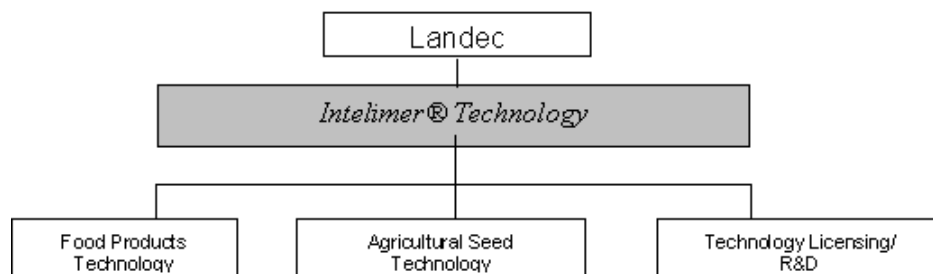 Landec
Intelimer® Technology
Food Products
Technology
Agricultural Seed
Technology
Technology Licensing/
R&D